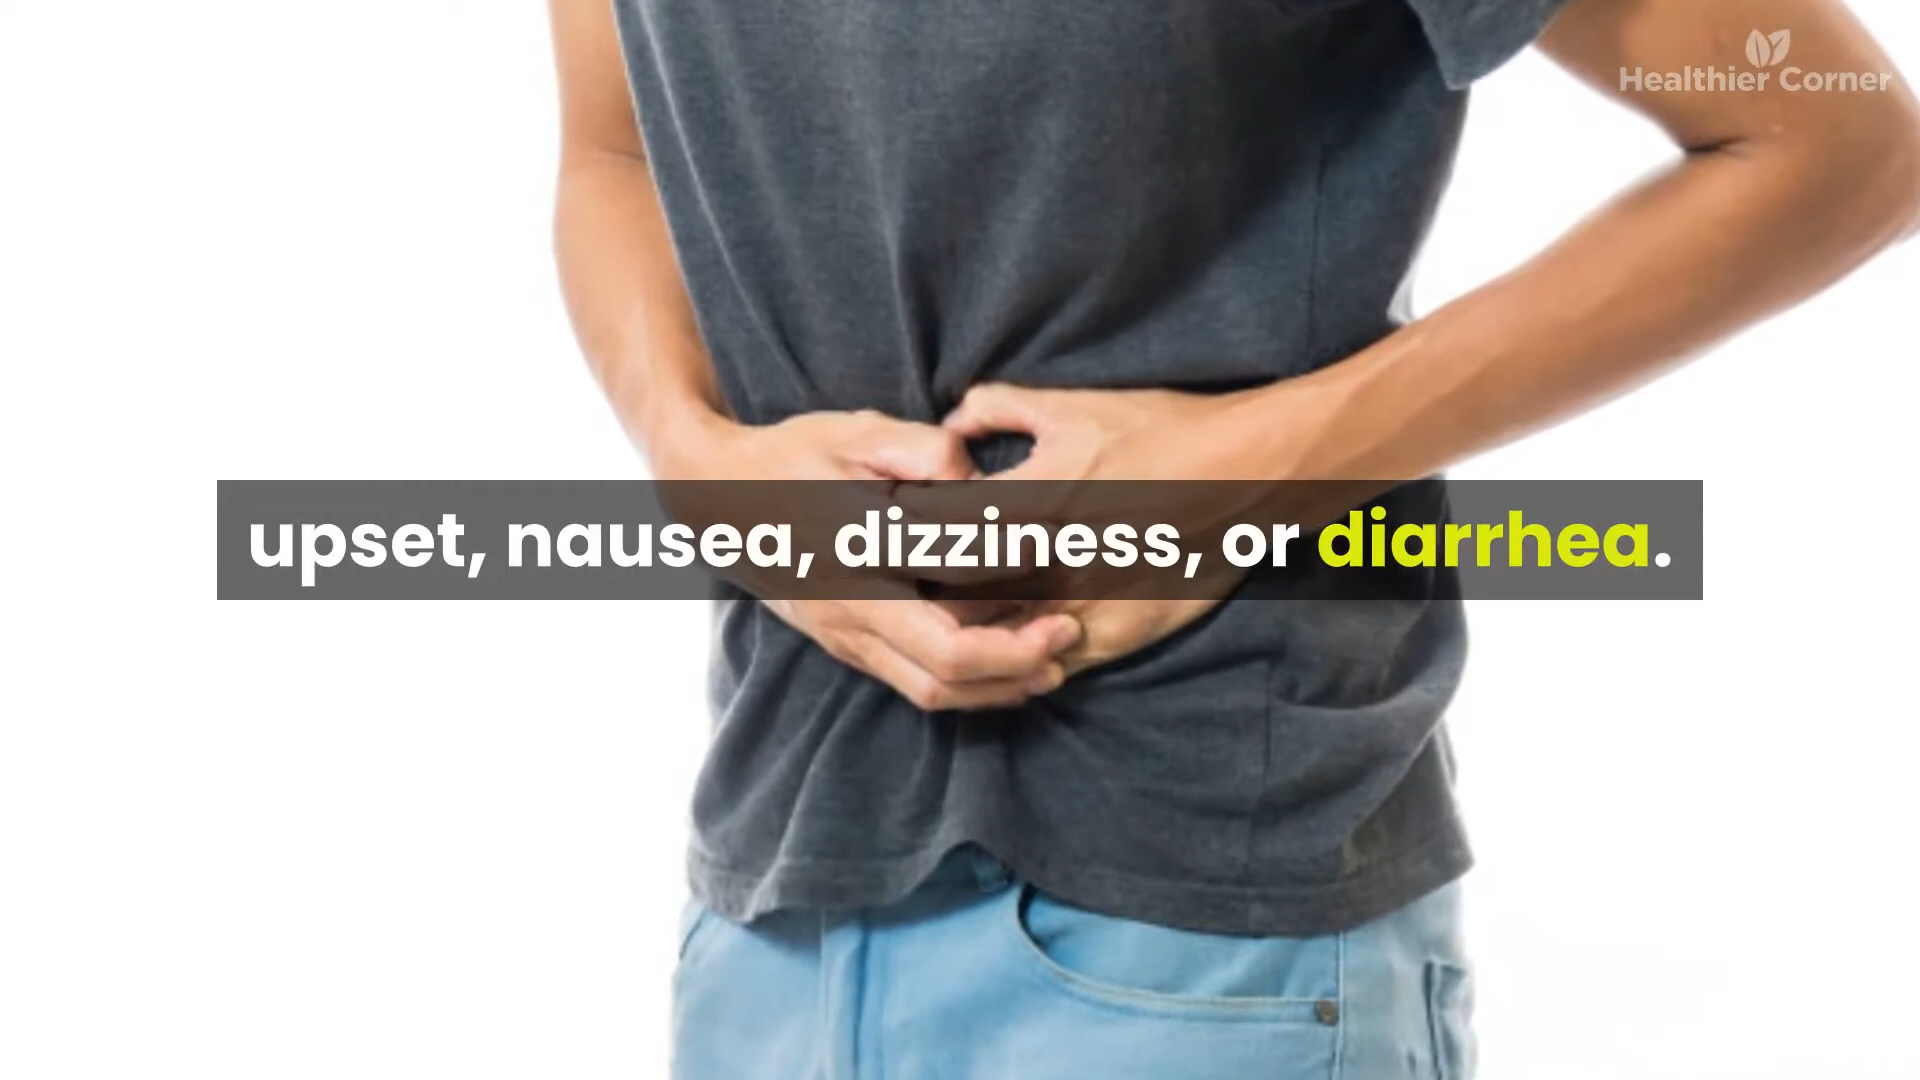 Healthier Corner
upset, nausea, dizziness, or diarrhea.